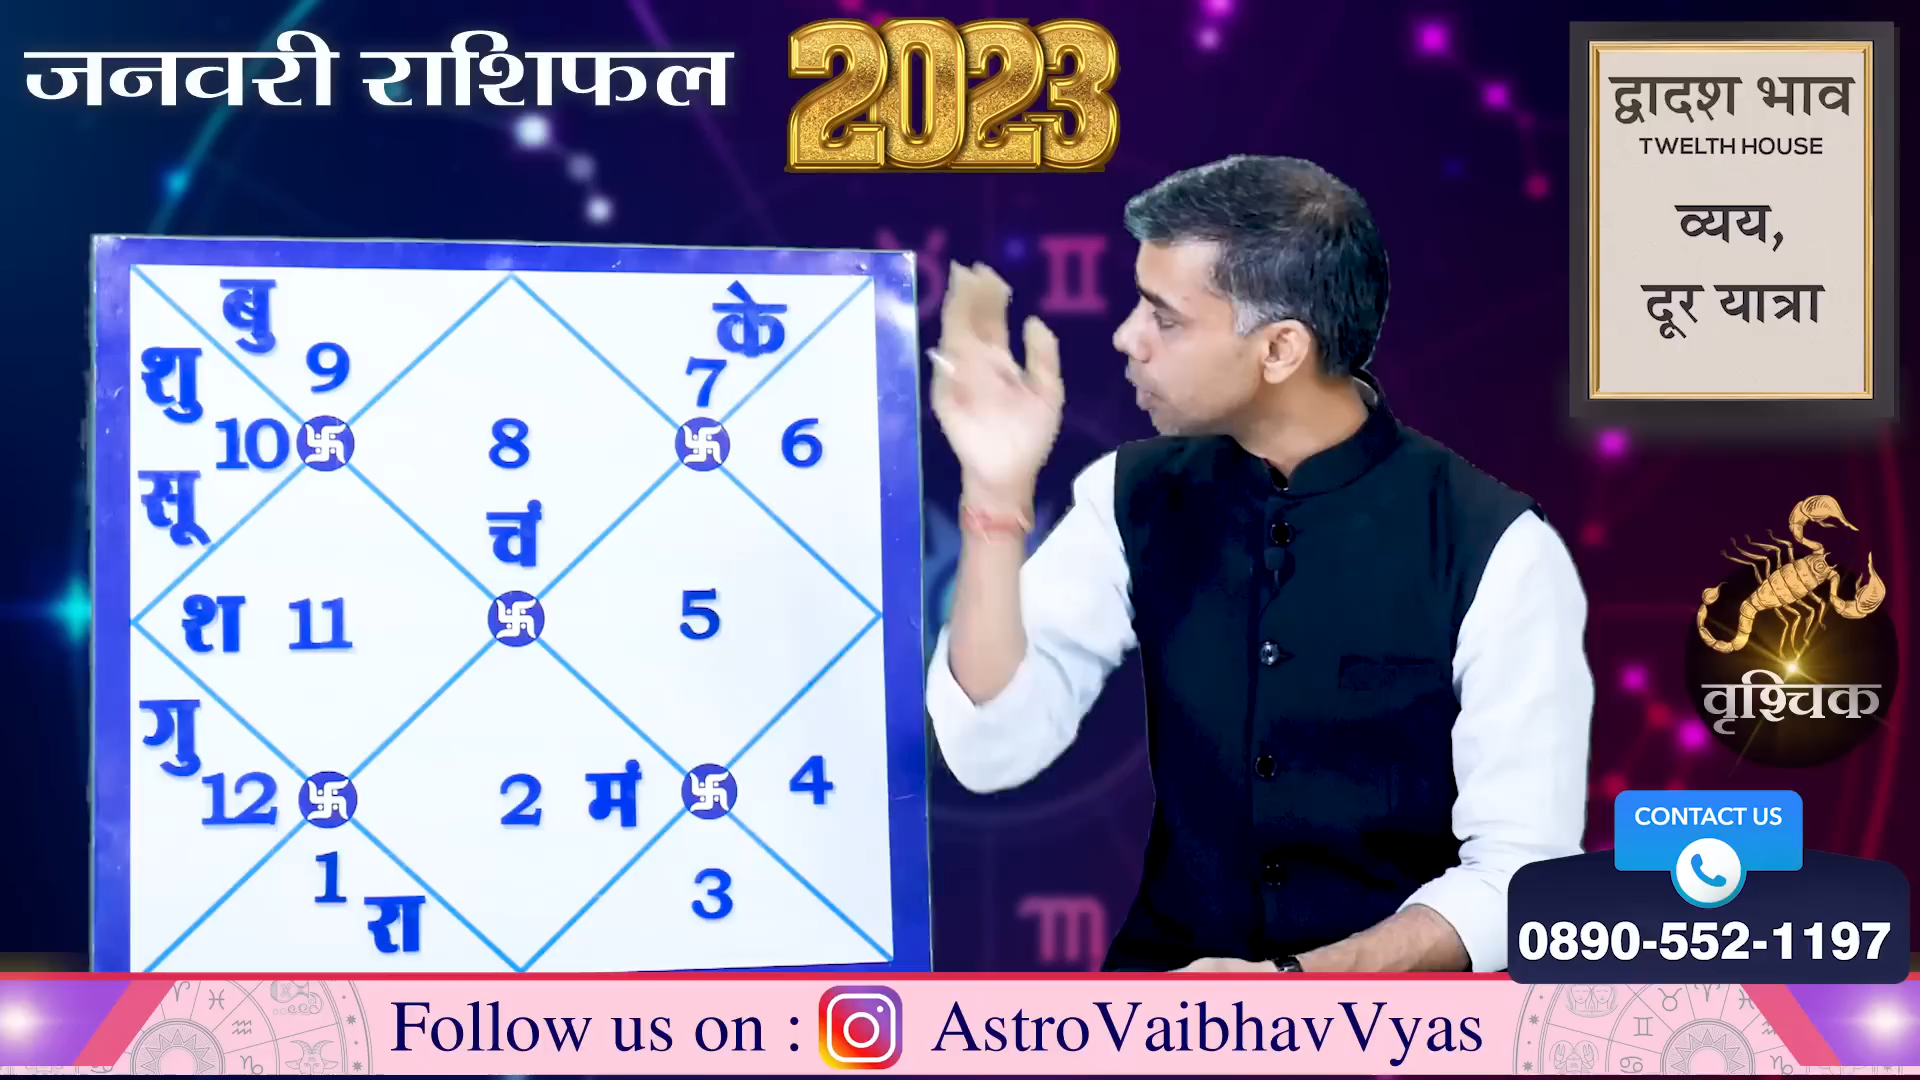 जनवरी राशिफल
2023
द्वादश भाव
TWELTH HOUSE
व्यय,
दूर यात्रा
बु
के
शु
9
7
10
8
6
सू
चं
श
11
5
गु
12
2
मं
4
1
रा
3
वृश्चिक
CONTACT US
0890-552-1197
Follow us on :
AstroVaibhavVyas